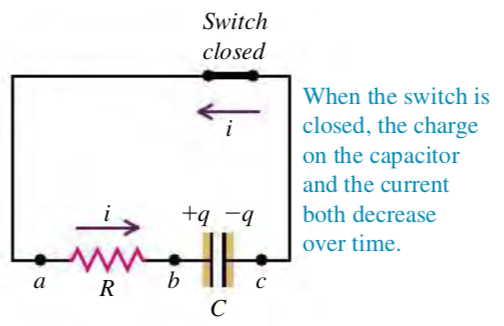 Switch
closed
i
When the switch is
closed, the charge
on the capacitor
and the current
both decrease
over time.
i
+q −q
a
R
b
C
c